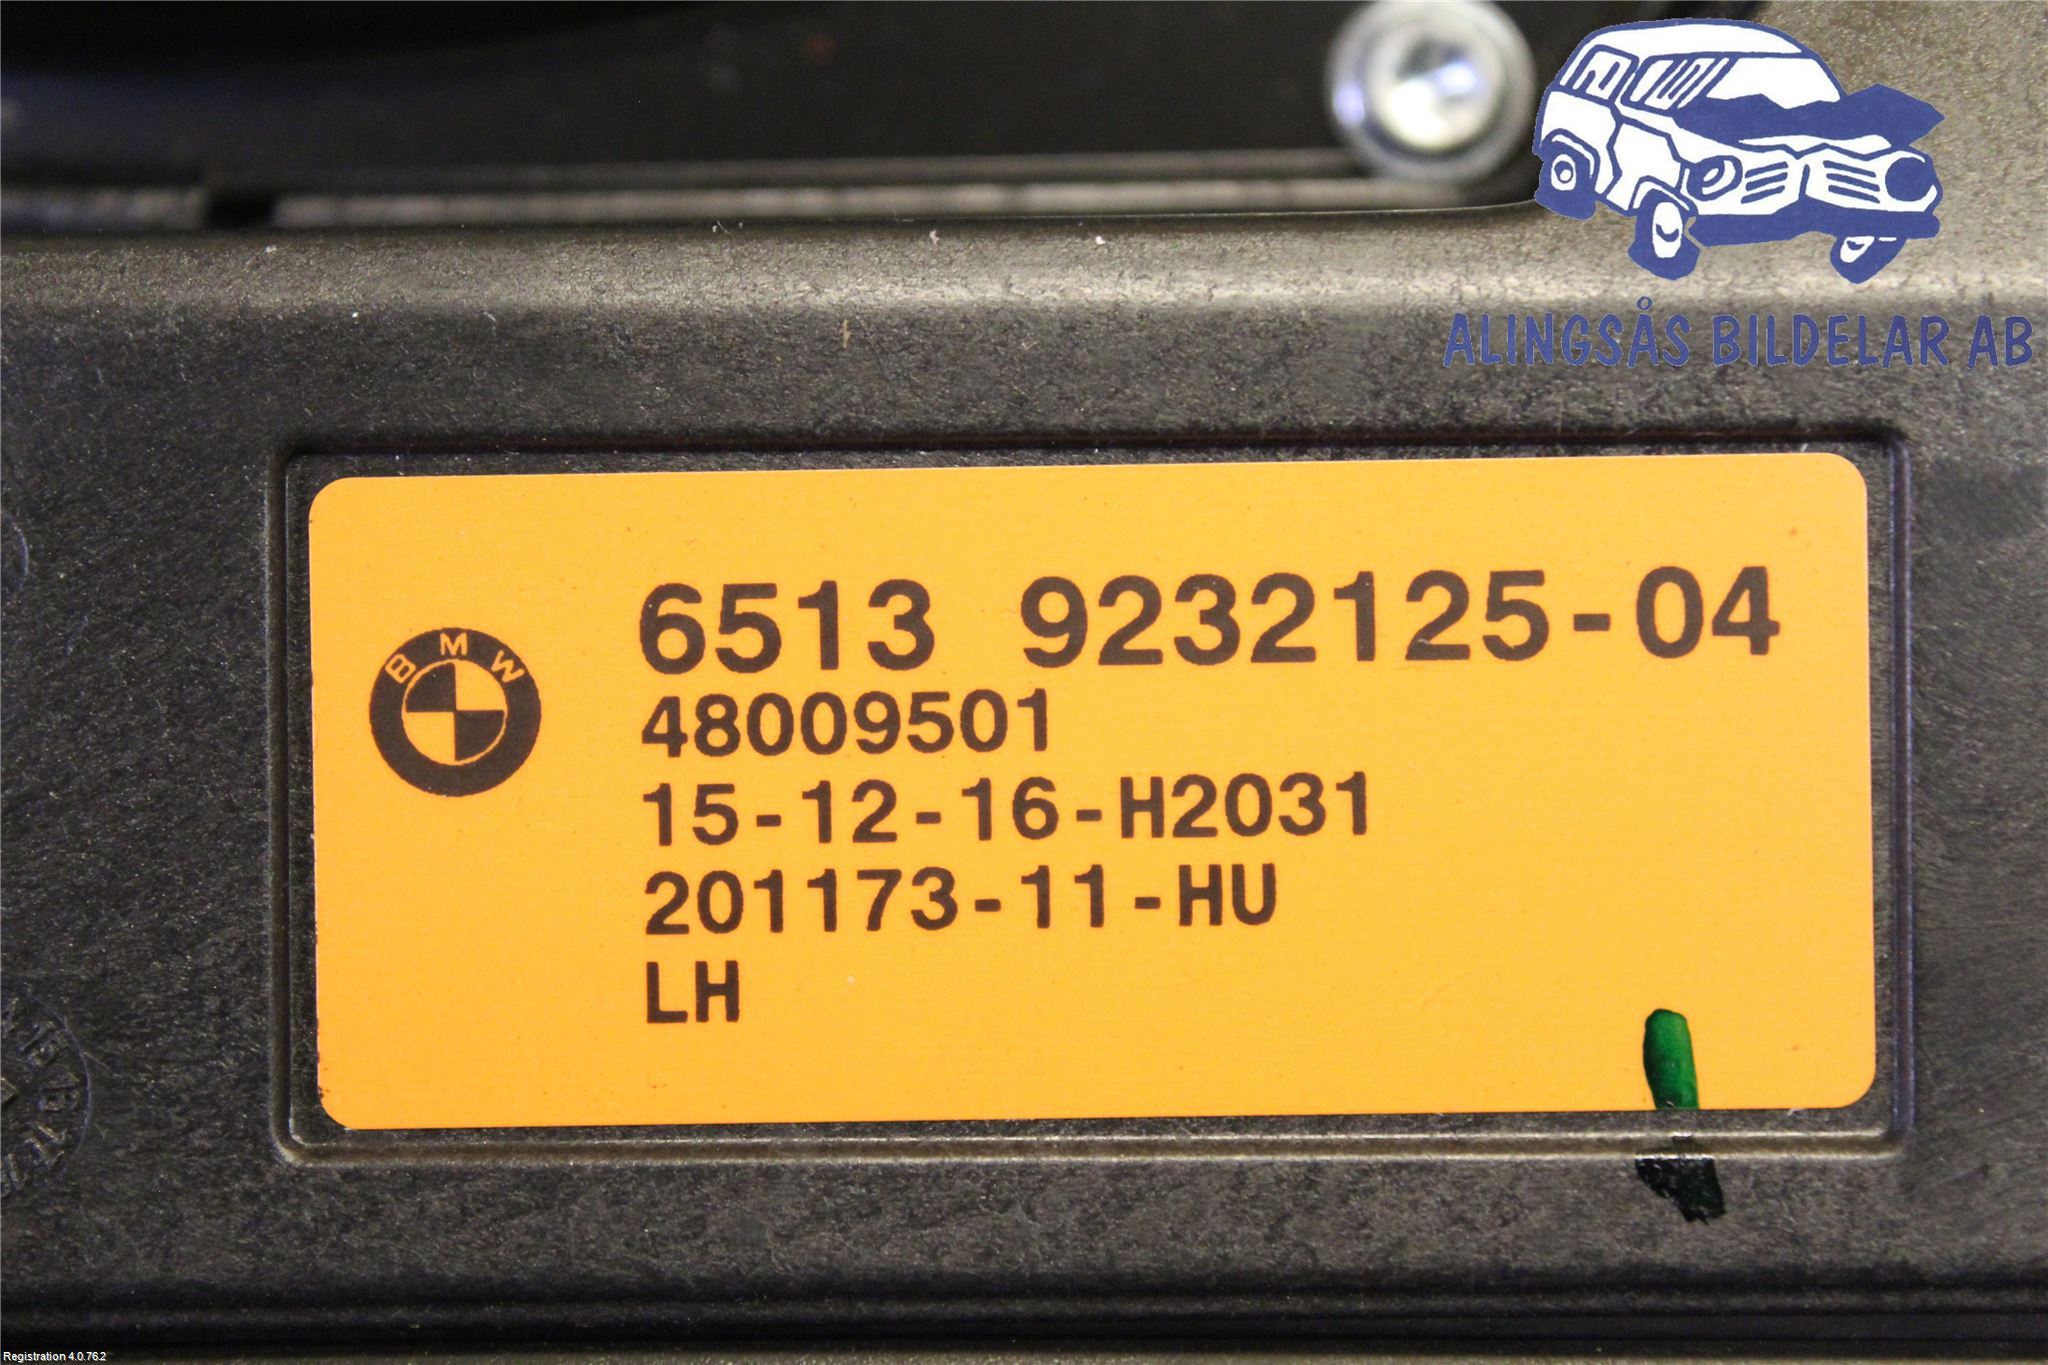 ALINGSÅS BILDELAR AB
BMW
6513 9232125-04
48009501
15-12-16-H2031
201173-11-HU
LH
Registration 4.0.76.2